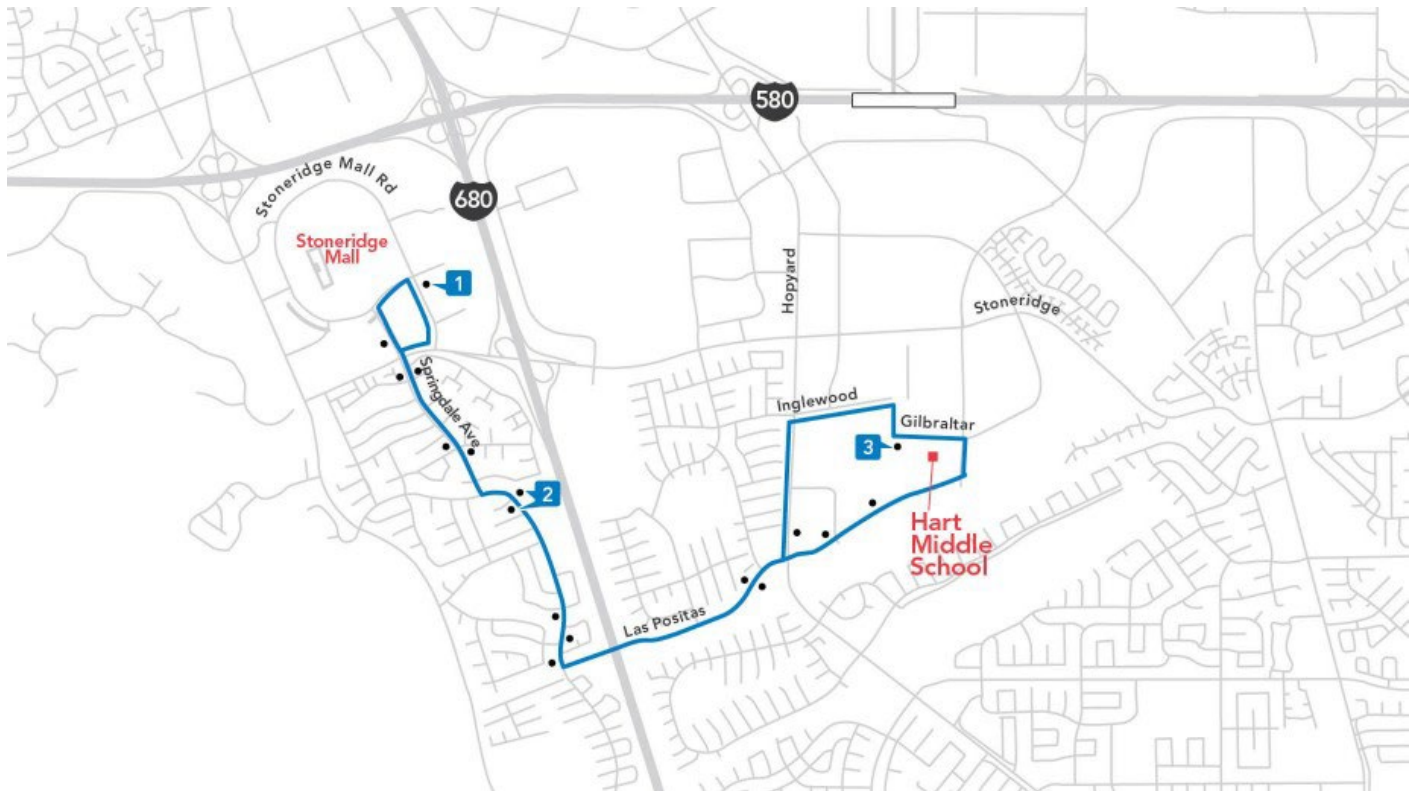 580
Stoneridge Mall Rd
680
Stoneridge
Mall
1
Hopyard
Stoneridge
Springdale Ave
Inglewood
Gilbraltar
3
2
Hart
Middle
School
Las Positas